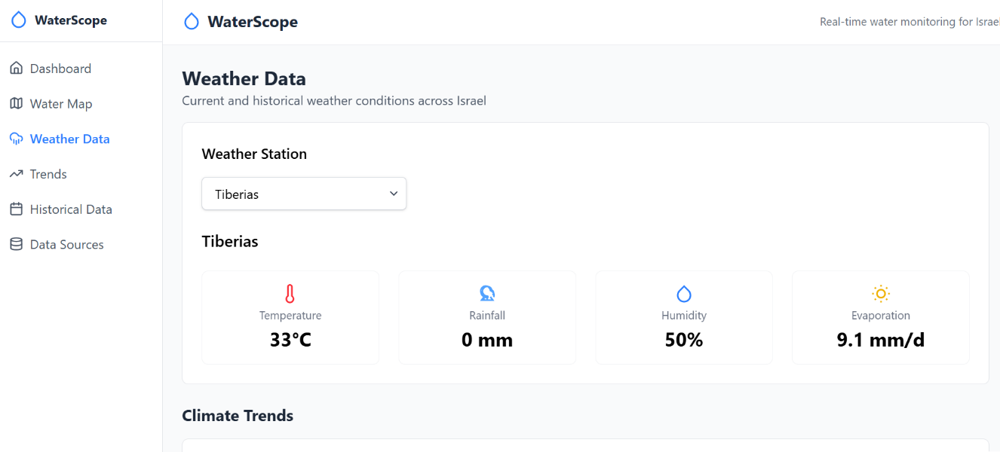 WaterScope
Dashboard
Water Map
Weather Data
Trends
Historical Data
Data Sources
WaterScope
Real-time water monitoring for Israel
Weather Data
Current and historical weather conditions across Israel
Weather Station
Tiberias
Tiberias
Temperature
33°C
Rainfall
0 mm
Humidity
50%
Evaporation
9.1 mm/d
Climate Trends